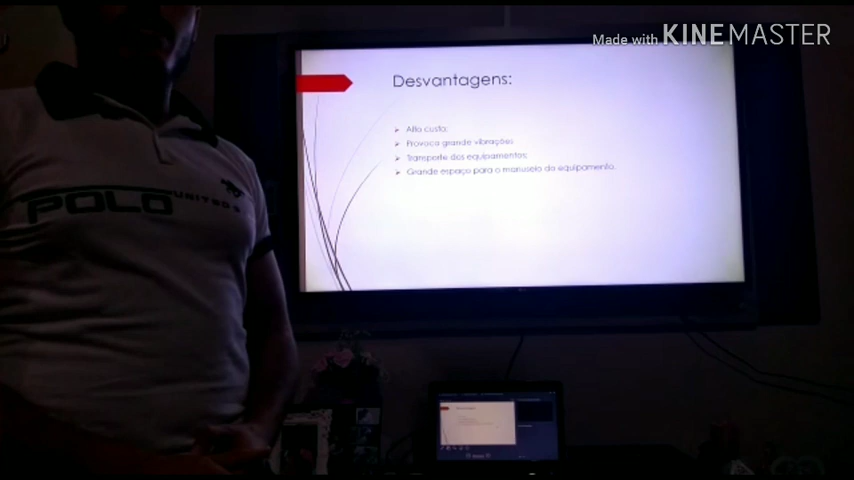 Made with KINEMASTER
Desvantagens:
Alto custo;
Provoca grande vibrações
Transporte dos equipamentos;
Grande espaço para o manuseio do equipamento.
POLO UNITED